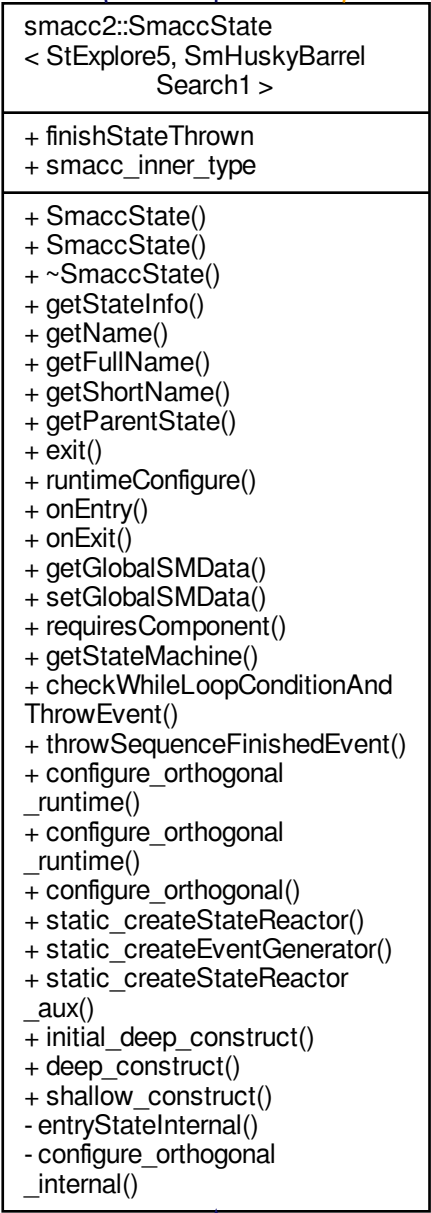 smacc2::SmaccState
< StExplore5, SmHuskyBarrel
Search1 >
+ finishStateThrown
+ smacc_inner_type
+ SmaccState()
+ SmaccState()
+ ~SmaccState()
+ getStateInfo()
+ getName()
+ getFullName()
+ getShortName()
+ getParentState()
+ exit()
+ runtimeConfigure()
+ onEntry()
+ onExit()
+ getGlobalSMData()
+ setGlobalSMData()
+ requiresComponent()
+ getStateMachine()
+ checkWhileLoopConditionAnd
ThrowEvent()
+ throwSequenceFinishedEvent()
+ configure_orthogonal
_runtime()
+ configure_orthogonal
_runtime()
+ configure_orthogonal()
+ static_createStateReactor()
+ static_createEventGenerator()
+ static_createStateReactor
_aux()
+ initial_deep_construct()
+ deep_construct()
+ shallow_construct()
- entryStateInternal()
- configure_orthogonal
_internal()